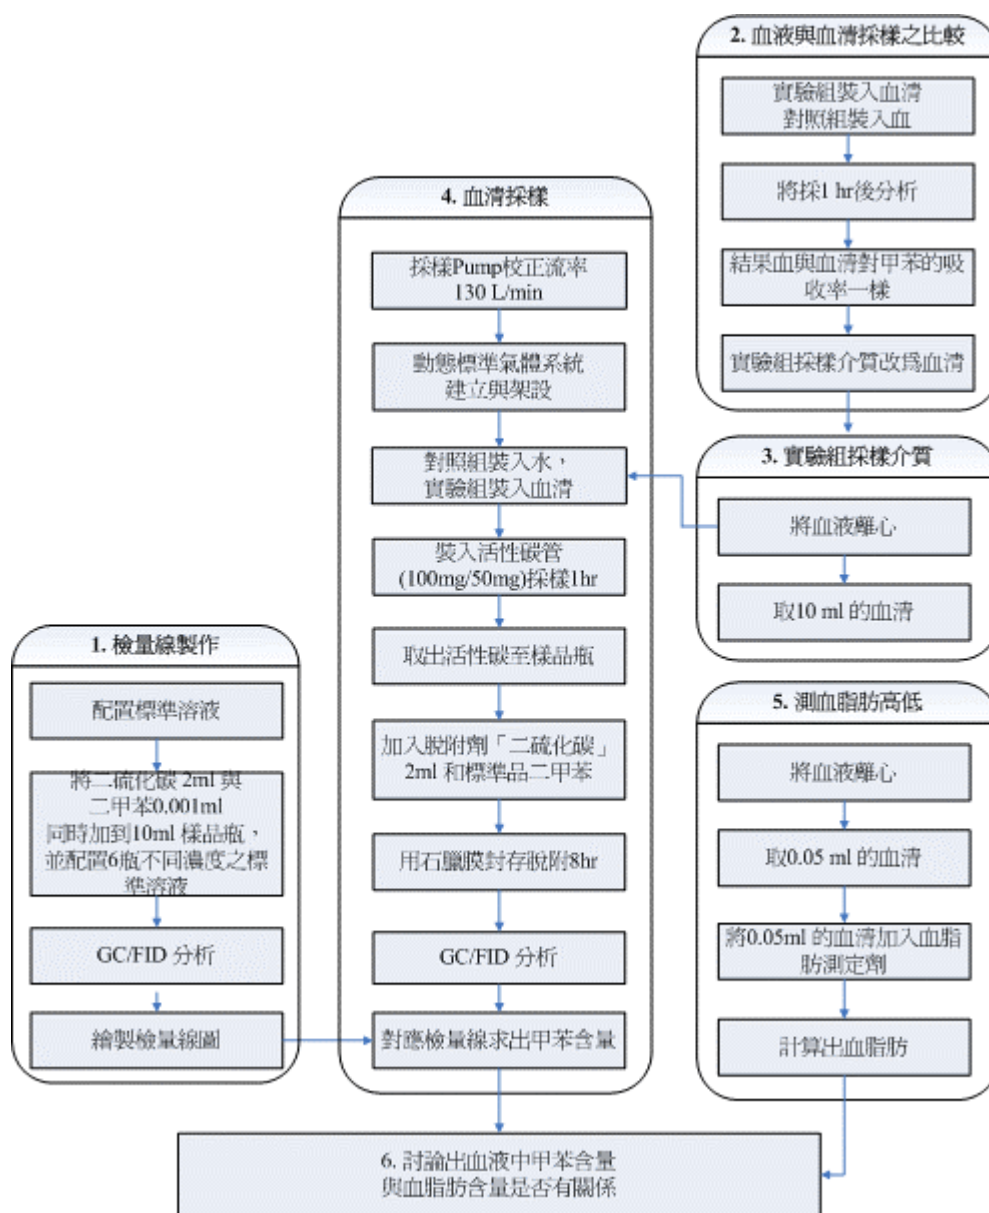 1. 檢量線製作
配置標準溶液
將二硫化碳 2ml 與
二甲苯0.001ml
同時加到10ml 樣品瓶，
並配置6瓶不同濃度之標
準溶液
GC/FID 分析
繪製檢量線圖
2. 血液與血清採樣之比較
實驗組裝入血清
對照組裝入血
將採1 hr後分析
結果血與血清對甲苯的吸
收率一樣
實驗組採樣介質改爲血清
3. 實驗組採樣介質
將血液離心
取10 ml 的血清
4. 血清採樣
採樣Pump校正流率
130 L/min
動態標準氣體系統
建立與架設
對照組裝入水，
實驗組裝入血清
裝入活性碳管
(100mg/50mg)採樣1hr
取出活性碳至樣品瓶
加入脫附劑「二硫化碳」
2ml 和標準品二甲苯
用石臘膜封存脫附8hr
GC/FID 分析
對應檢量線求出甲苯含量
5. 測血脂肪高低
將血液離心
取0.05 ml 的血清
將0.05ml 的血清加入血脂
肪測定劑
計算出血脂肪
6. 討論出血液中甲苯含量
與血脂肪含量是否有關係